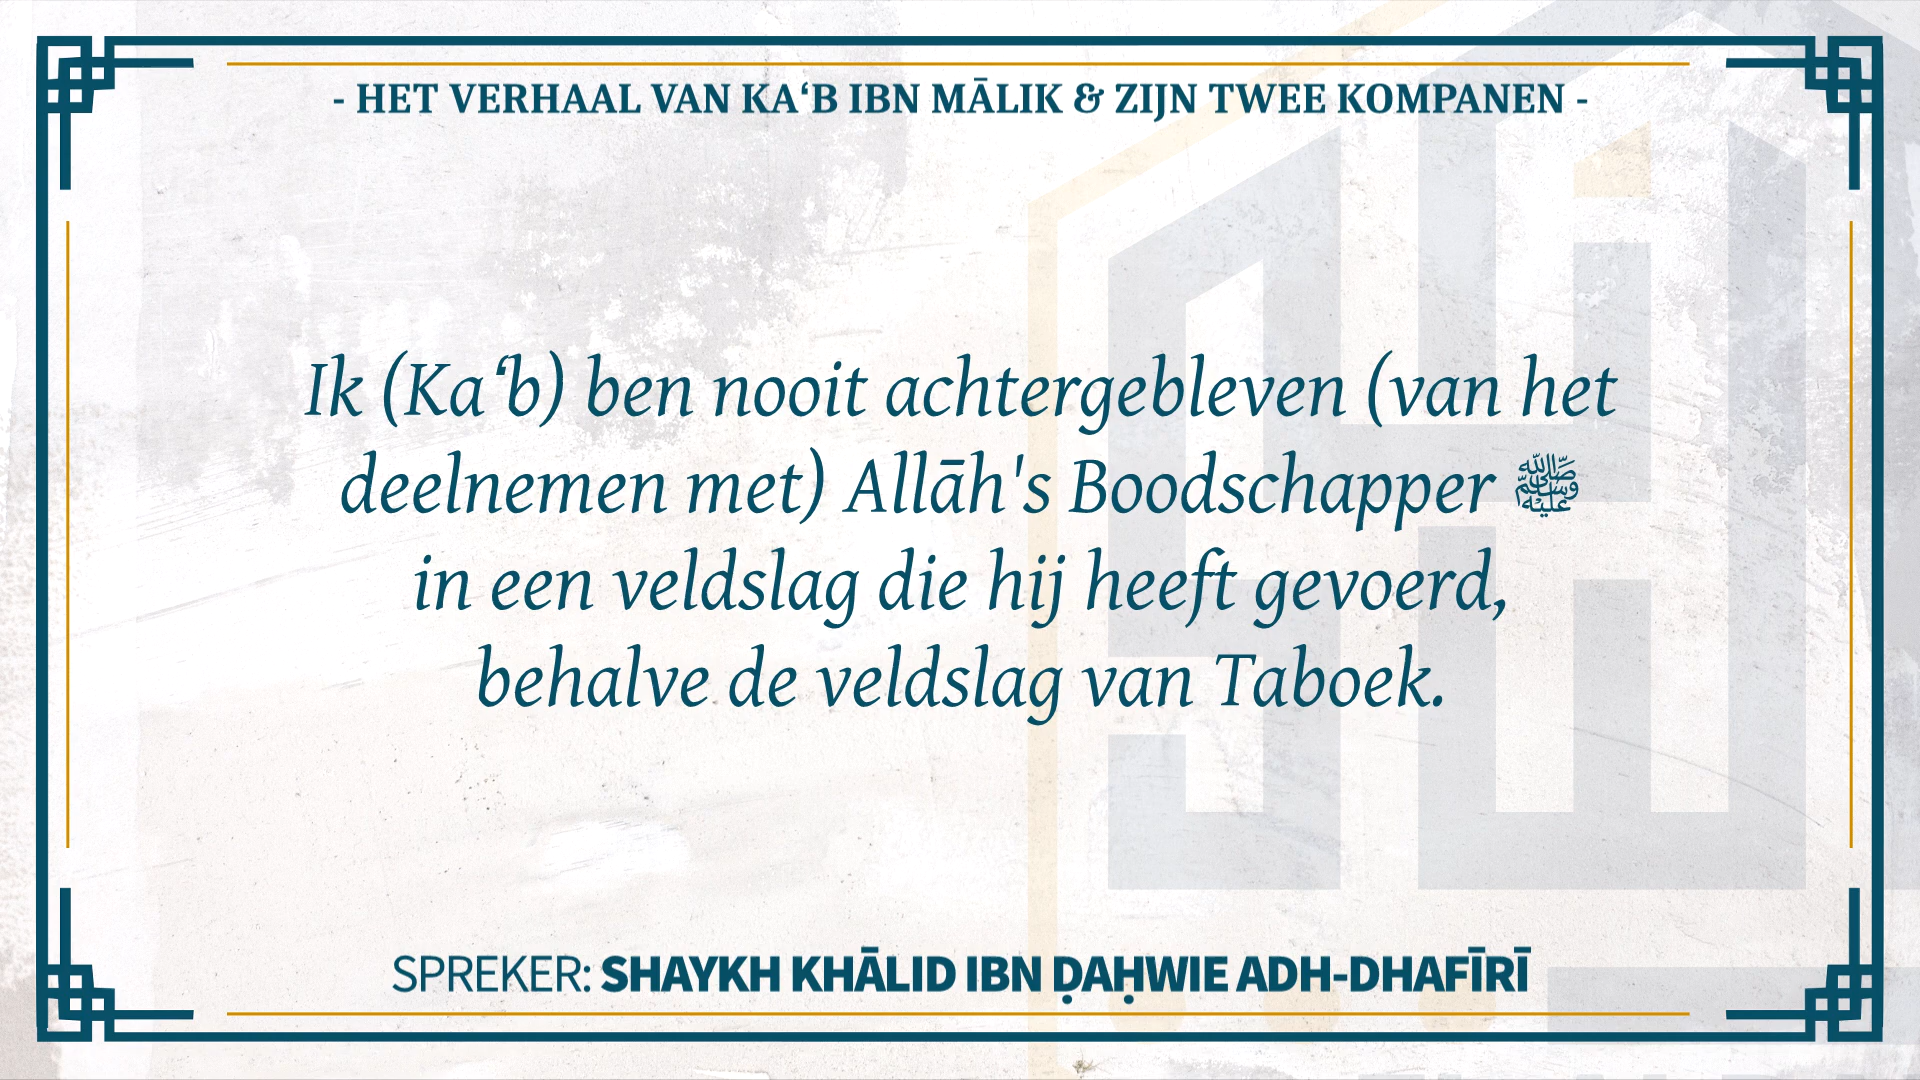 - HET VERHAAL VAN KAʻB IBN MĀLIK & ZIJN TWEE KOMPANEN -
Ik (Kaʻb) ben nooit achtergebleven (van het
deelnemen met) Allāh's Boodschapper ﷺ
in een veldslag die hij heeft gevoerd,
behalve de veldslag van Taboek.
SPREKER: SHAYKH KHĀLID IBN ḌAḤWIE ADH-DHAFĪRĪ